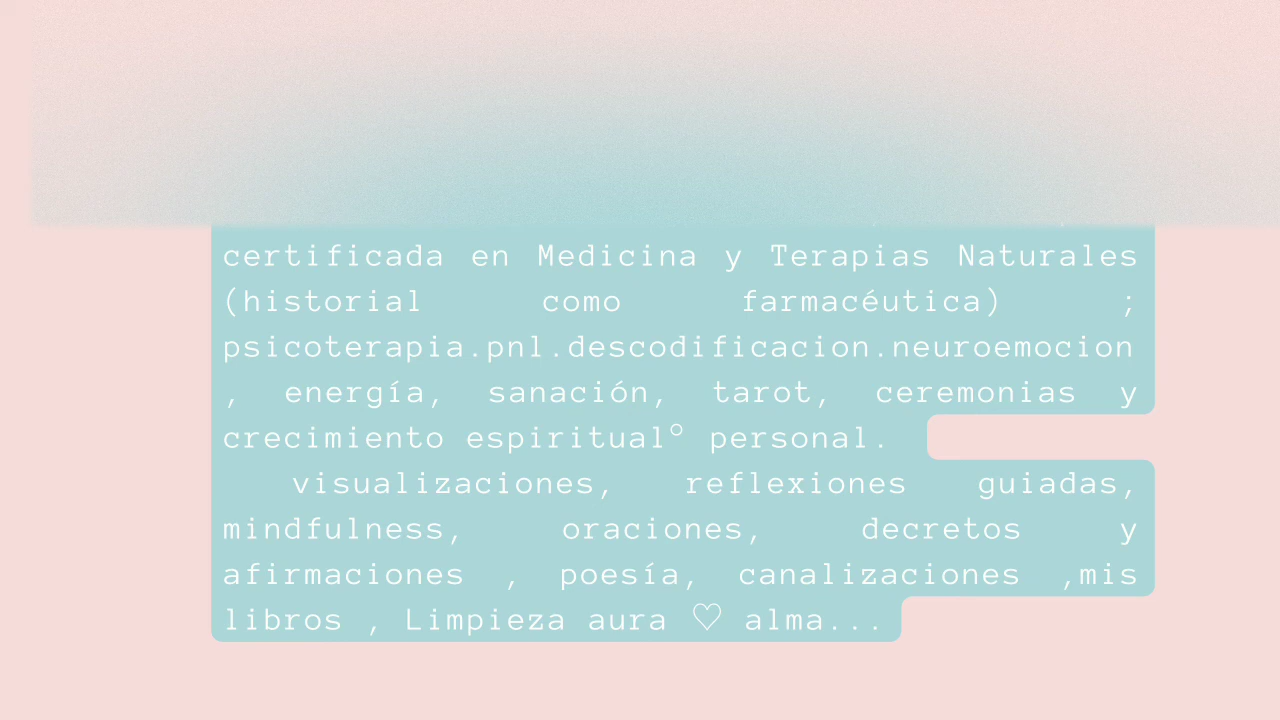 certificada en Medicina y Terapias Naturales
(historial como farmacéutica) ;
psicoterapia.pnl.descodificacion.neuroemocion
, energía, sanación, tarot, ceremonias y
crecimiento espiritual° personal.
visualizaciones, reflexiones guiadas,
mindfulness, oraciones, decretos y
afirmaciones , poesía, canalizaciones ,mis
libros , Limpieza aura ♡ alma...